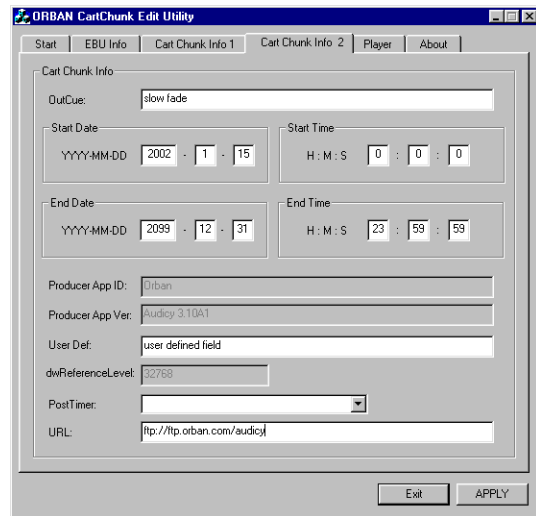 ORBAN CartChunk Edit Utility
Start EBU Info Cart Chunk Info 1 Cart Chunk Info 2 Player About
Cart Chunk Info
OutCue: slow fade
Start Date Start Time
YYYY-MM-DD 2002 - 1 - 15 H : M : S 0 : 0 : 0
End Date End Time
YYYY-MM-DD 2099 - 12 - 31 H : M : S 23 : 59 : 59
Producer App ID: Orban
Producer App Ver: Audicy 3.10A1
User Def: user defined field
dwReferenceLevel: 32768
PostTimer:
URL: ftp://ftp.orban.com/audicy
Exit APPLY